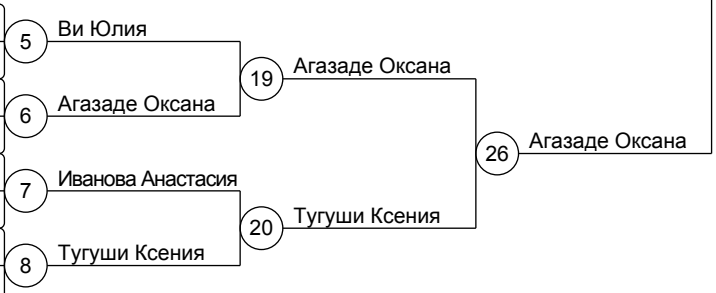 5 Ви Юлия
19 Агазаде Оксана
6 Агазаде Оксана
26 Агазаде Оксана
7 Иванова Анастасия
20 Тугуши Ксения
8 Тугуши Ксения